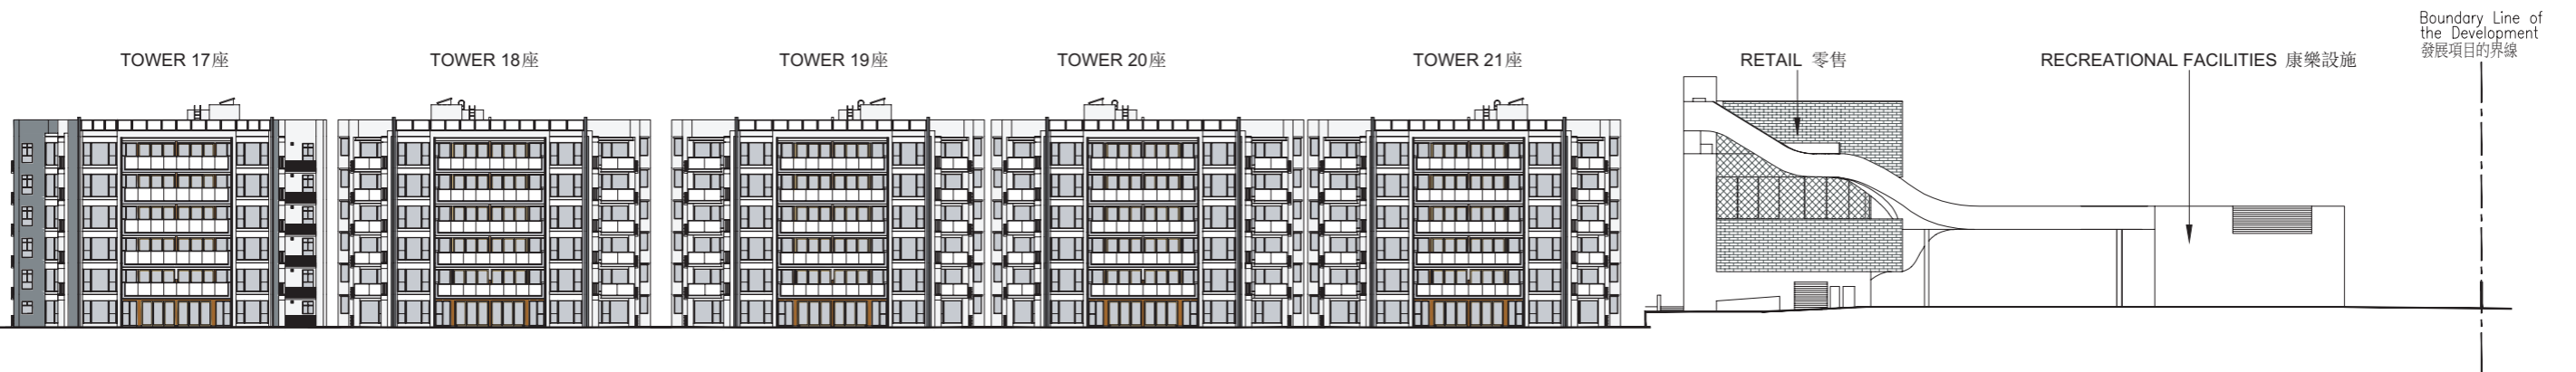 Boundary Line of
the Development
發展項目的界線
TOWER 17座
TOWER 18座
TOWER 19座
TOWER 20座
TOWER 21座
RETAIL 零售
RECREATIONAL FACILITIES 康樂設施